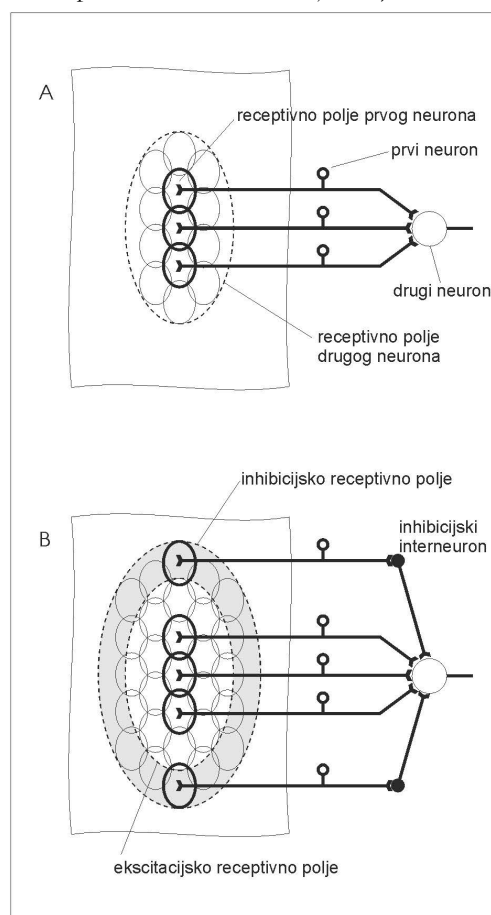 A
receptivno polje prvog neurona
prvi neuron
drugi neuron
receptivno polje
drugog neurona
inhibicijsko receptivno polje
B
inhibicijski
interneuron
ekscitacijsko receptivno polje